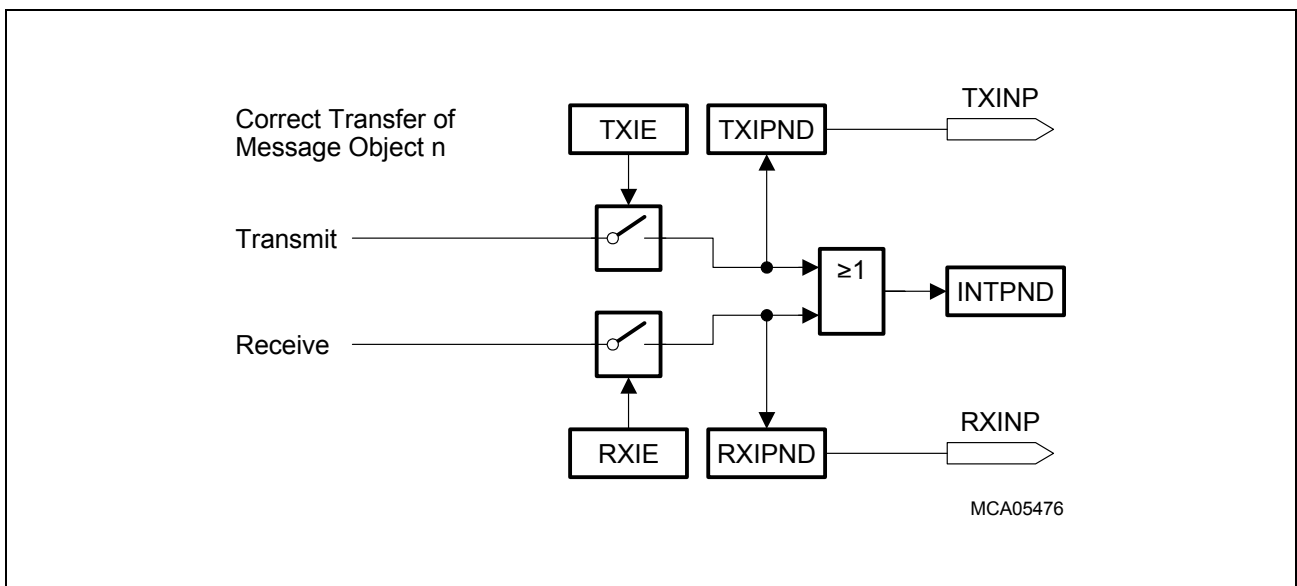 TXINP
Correct Transfer of
Message Object n
TXIE
TXIPND
Transmit
≥1
INTPND
Receive
RXINP
RXIE
RXIPND
MCA05476